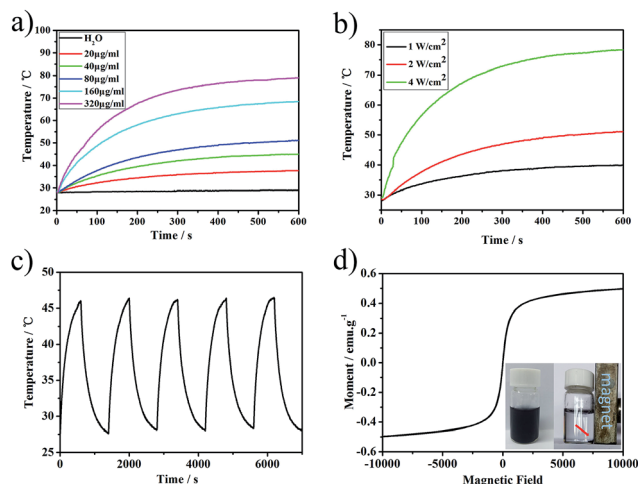 a)
H₂O
20μg/ml
40μg/ml
80μg/ml
160μg/ml
320μg/ml
Temperature / ℃
100
90
80
70
60
50
40
30
20
0 100 200 300 400 500 600
Time / s
b)
1 W/cm²
2 W/cm²
4 W/cm²
Temperature / ℃
80
70
60
50
40
30
0 100 200 300 400 500 600
Time / s
c)
Temperature / ℃
50
45
40
35
30
25
0 2000 4000 6000
Time / s
d)
Moment / emu.g⁻¹
0.6
0.4
0.2
0.0
-0.2
-0.4
-0.6
-10000 -5000 0 5000 10000
Magnetic Field
magnet